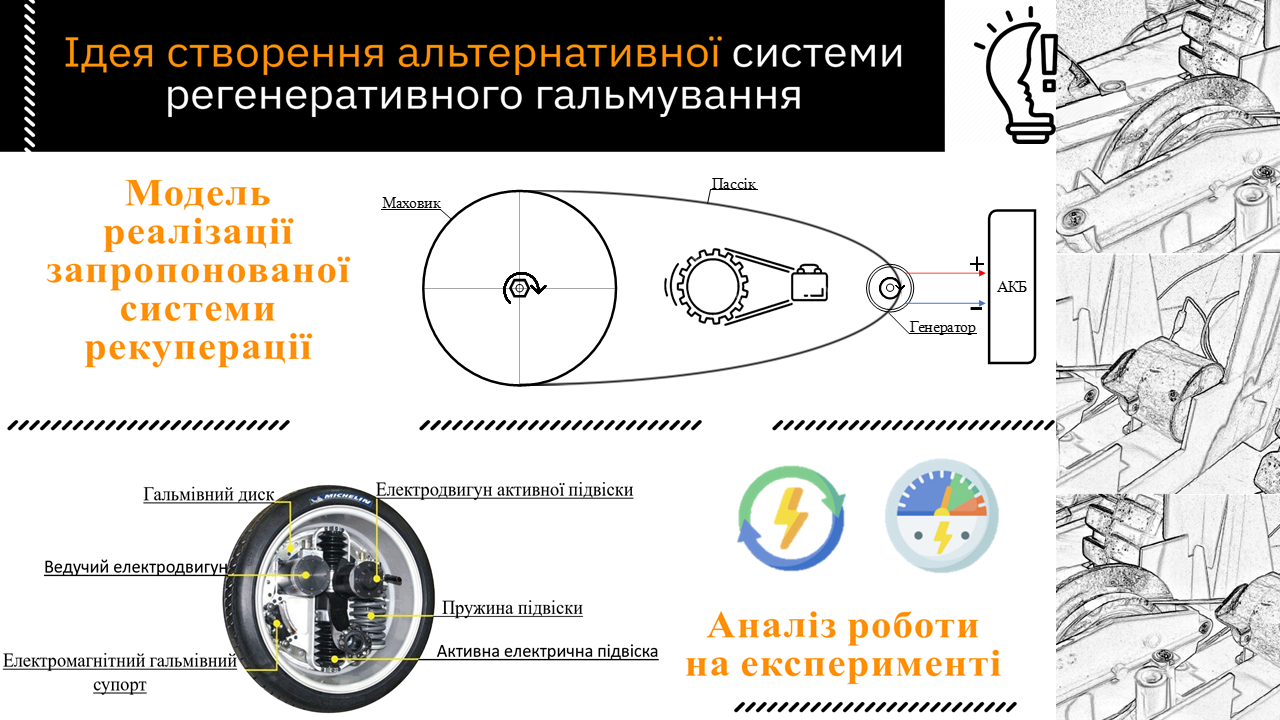 Ідея створення альтернативної системи
регенеративного гальмування
Модель
реалізації
запропонованої
системи
рекуперації
Маховик
Пассік
Генератор
+
-
АКБ
Гальмівний диск
MICHELIN
Електродвигун активної підвіски
Ведучий електродвигун
Пружина підвіски
Активна електрична підвіска
Електромагнітний гальмівний
супорт
Аналіз роботи
на експерименті